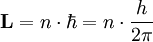 L = n · ħ = n · h / 2π